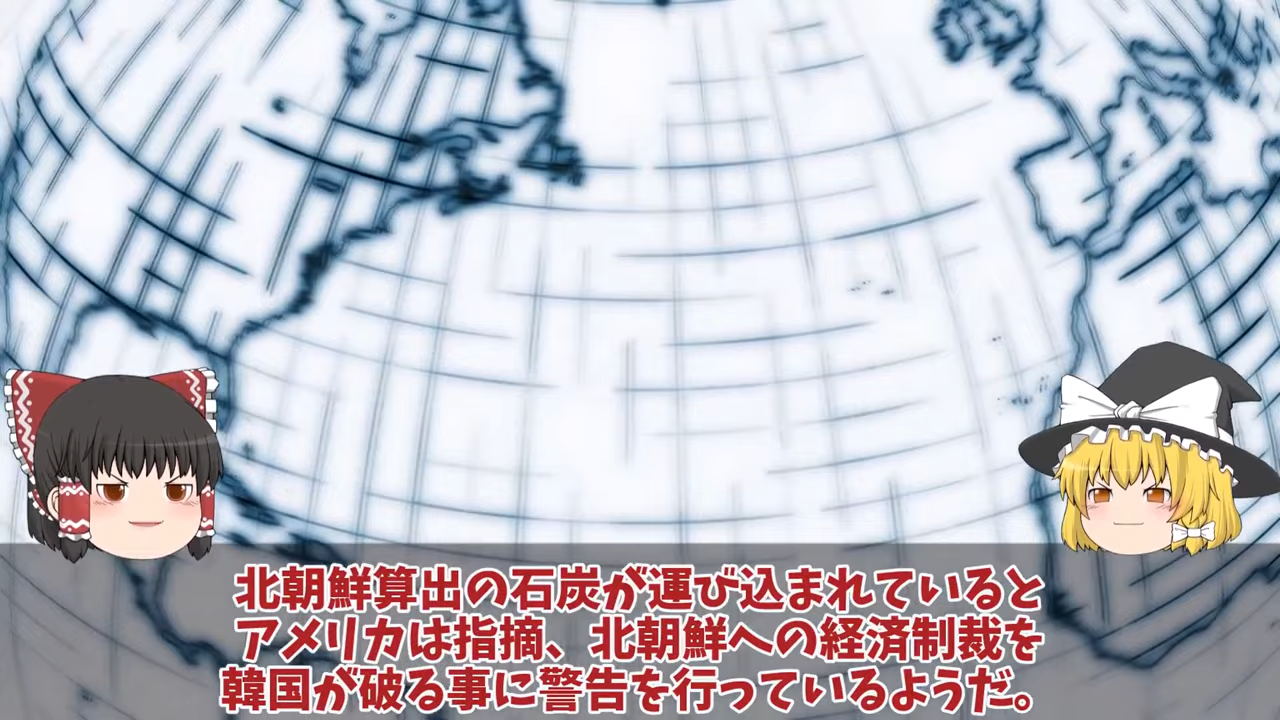 北朝鮮算出の石炭が運び込まれていると
アメリカは指摘、北朝鮮への経済制裁を
韓国が破る事に警告を行っているようだ。